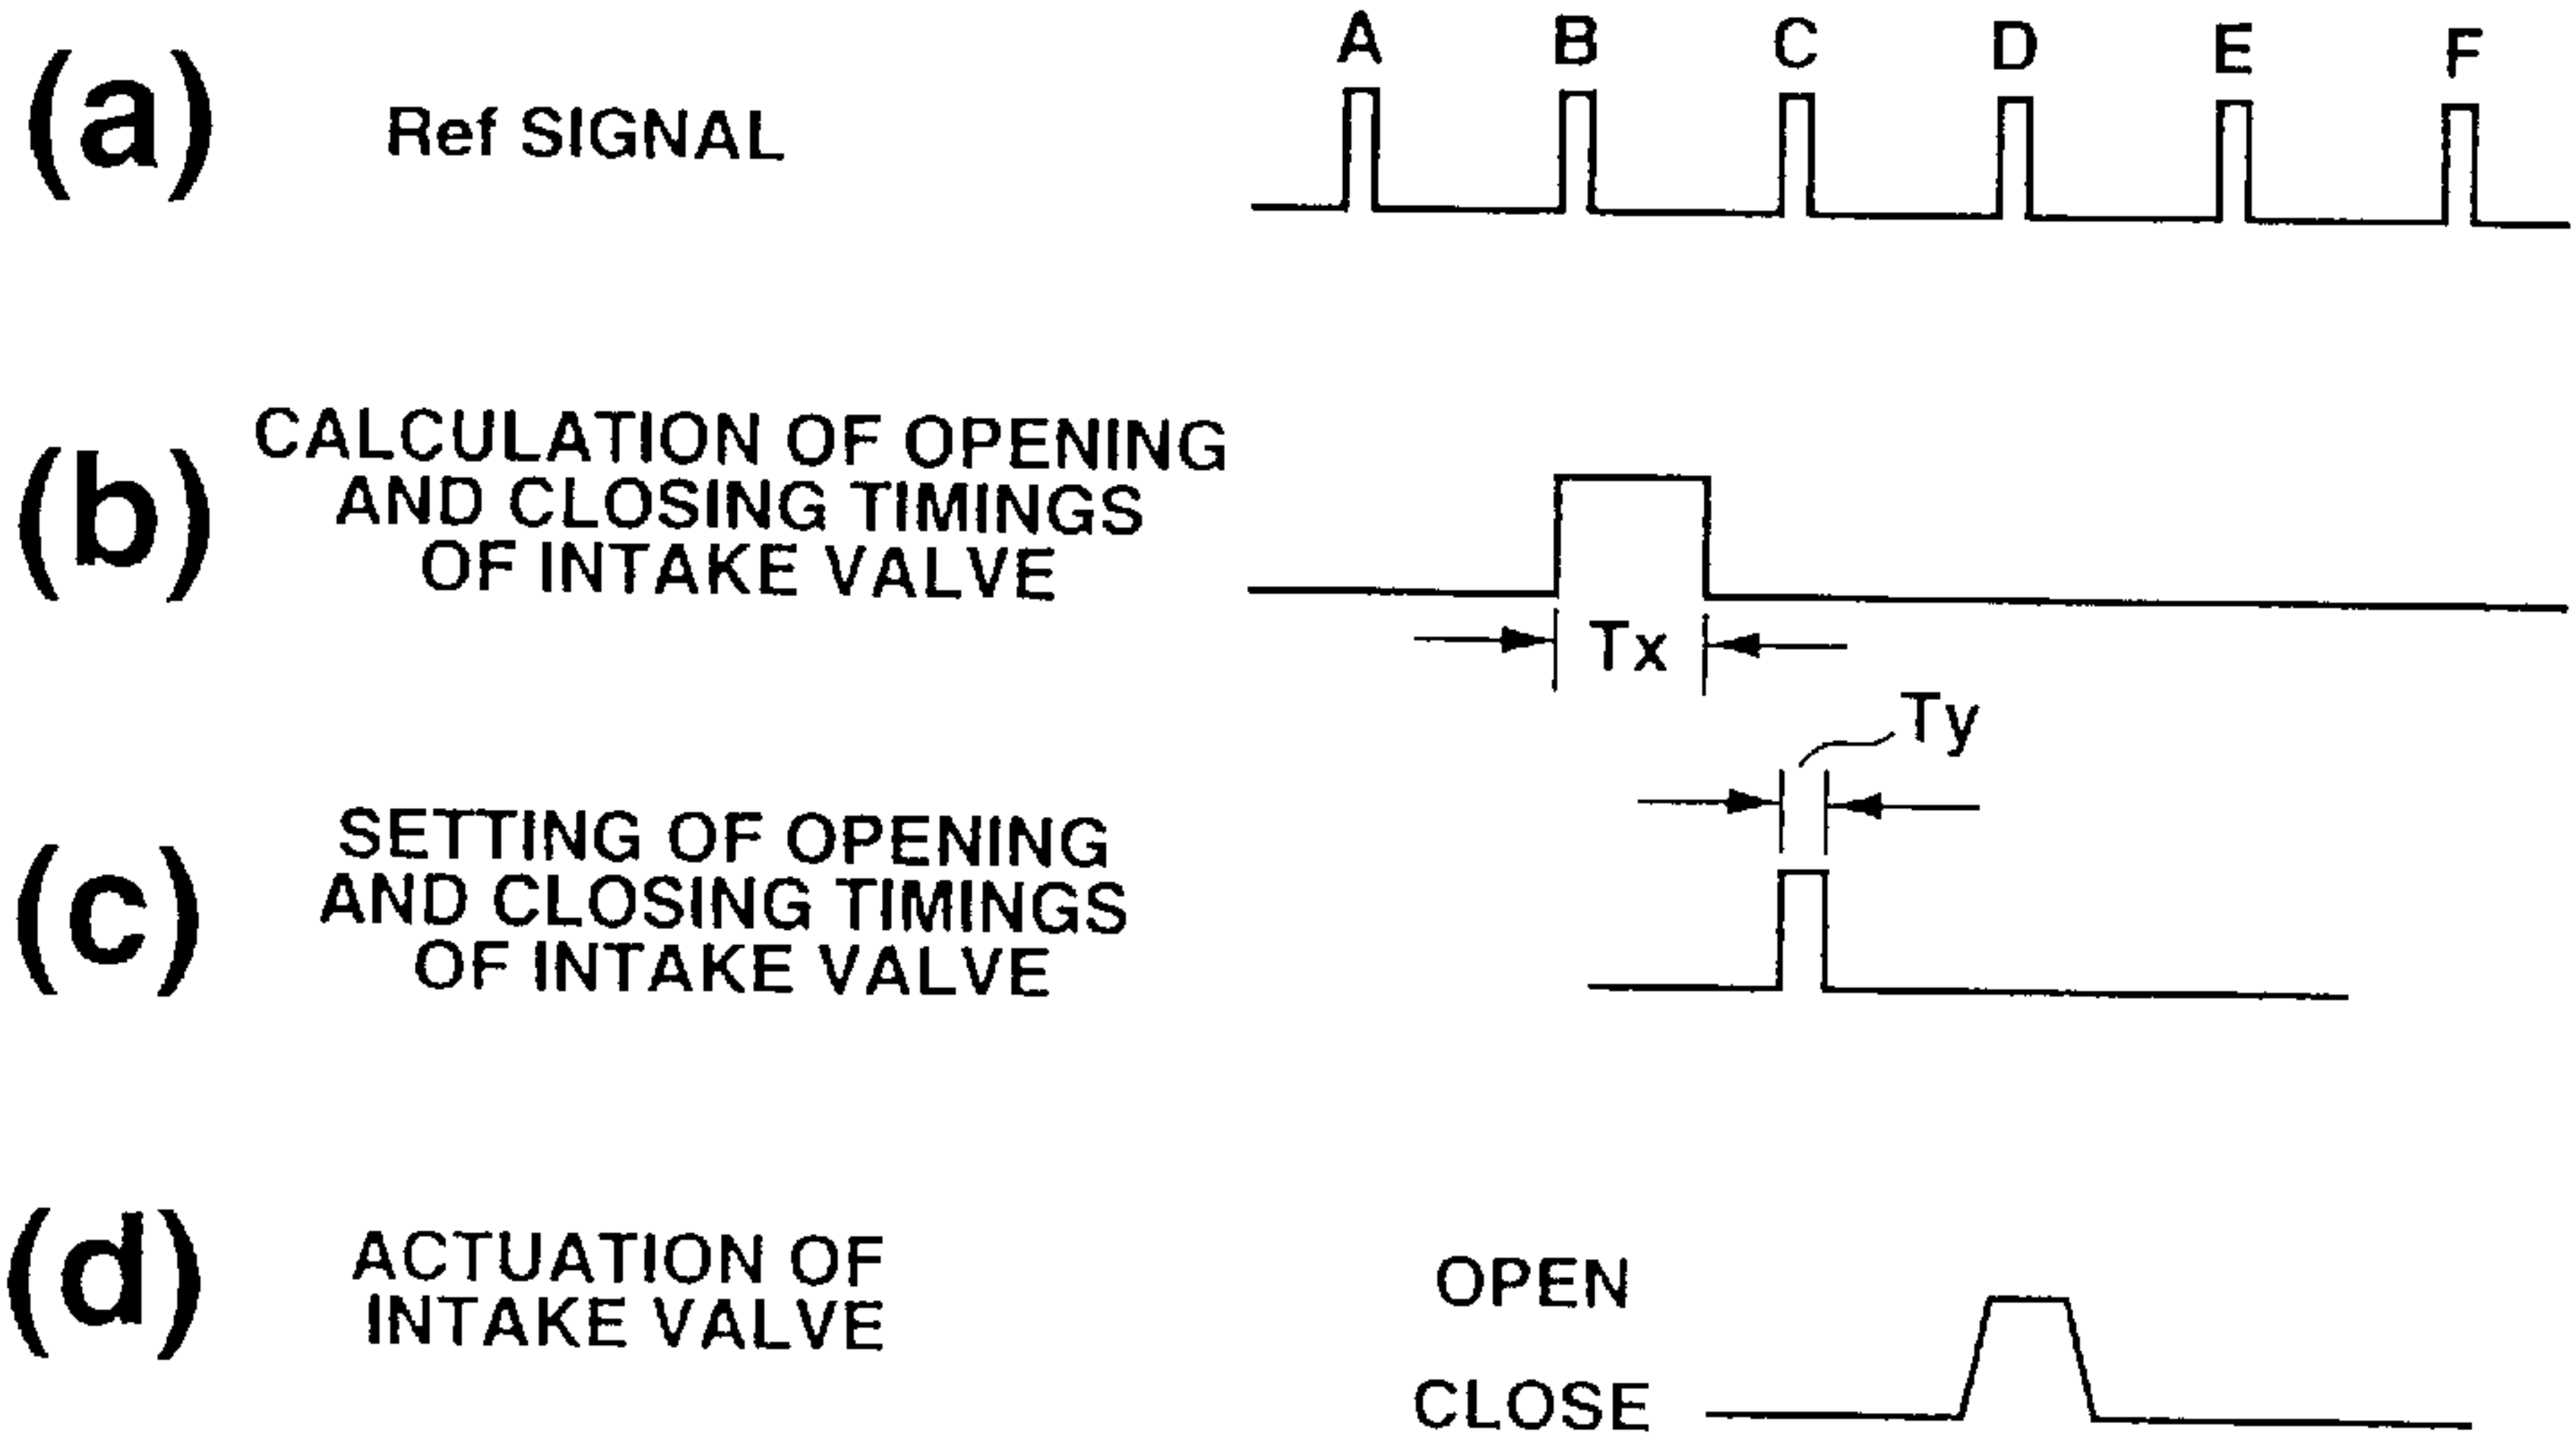 A B C D E F
(a) Ref SIGNAL
(b) CALCULATION OF OPENING
AND CLOSING TIMINGS
OF INTAKE VALVE
Tx
Ty
(c) SETTING OF OPENING
AND CLOSING TIMINGS
OF INTAKE VALVE
(d) ACTUATION OF
INTAKE VALVE
OPEN
CLOSE